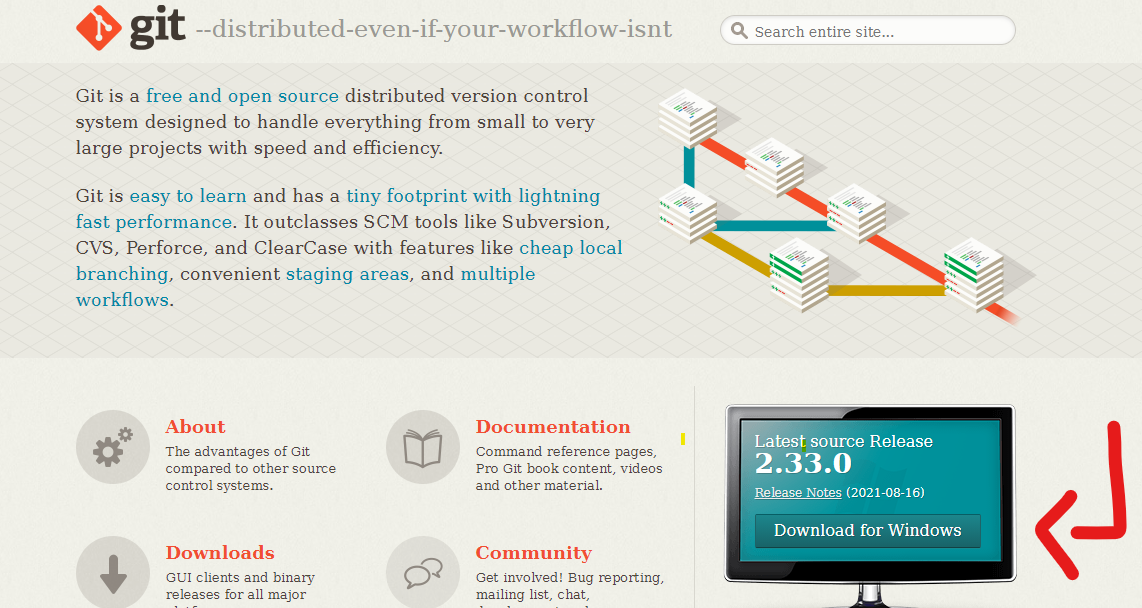 git --distributed-even-if-your-workflow-isnt
Search entire site...
Git is a free and open source distributed version control
system designed to handle everything from small to very
large projects with speed and efficiency.
Git is easy to learn and has a tiny footprint with lightning
fast performance. It outclasses SCM tools like Subversion,
CVS, Perforce, and ClearCase with features like cheap local
branching, convenient staging areas, and multiple
workflows.
About
The advantages of Git
compared to other source
control systems.
Documentation
Command reference pages,
Pro Git book content, videos
and other material.
Downloads
GUI clients and binary
releases for all major
Community
Get involved! Bug reporting,
mailing list, chat,
Latest source Release
2.33.0
Release Notes (2021-08-16)
Download for Windows